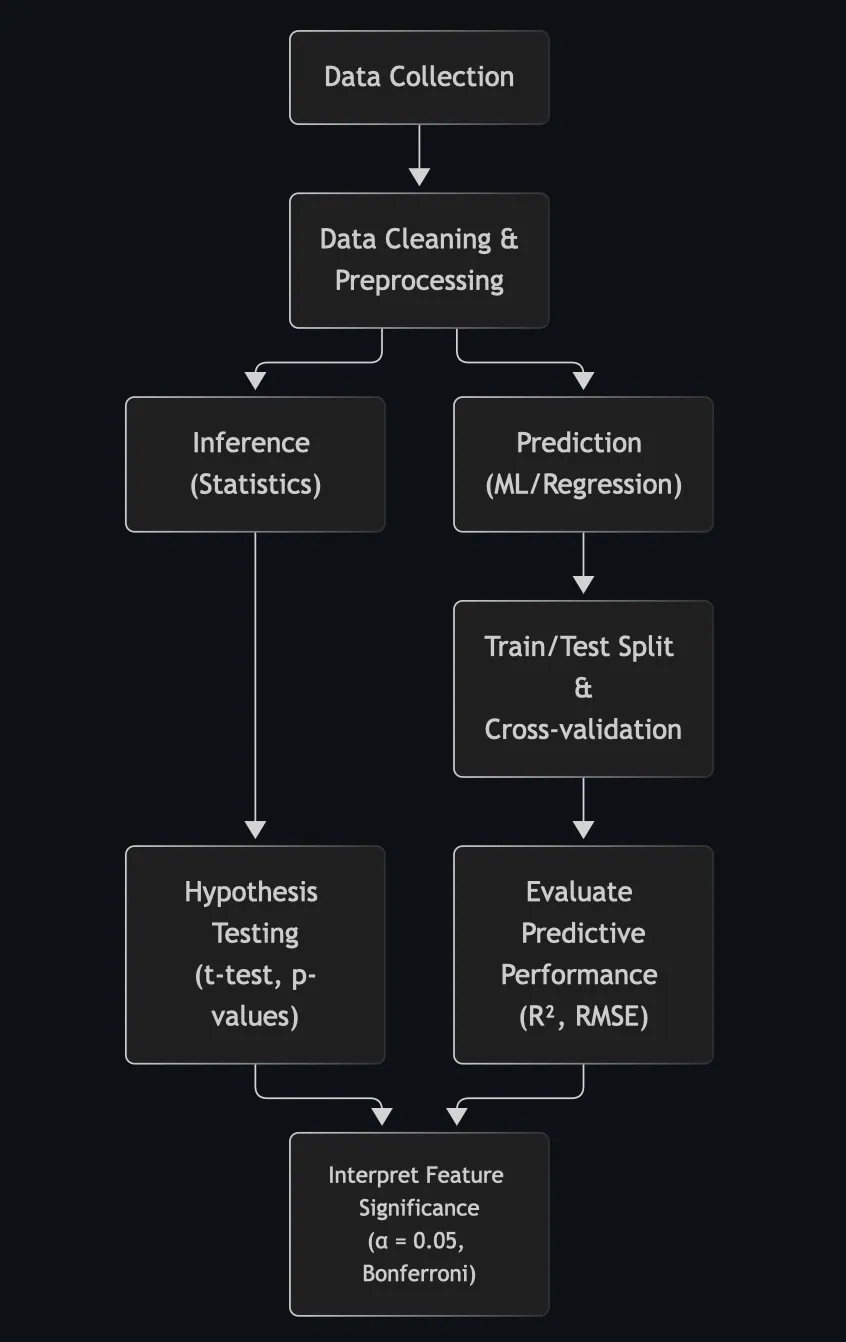 Data Collection
Data Cleaning &
Preprocessing
Inference
(Statistics)
Prediction
(ML/Regression)
Train/Test Split
&
Cross-validation
Hypothesis
Testing
(t-test, p-
values)
Evaluate
Predictive
Performance
(R², RMSE)
Interpret Feature
Significance
(α = 0.05,
Bonferroni)